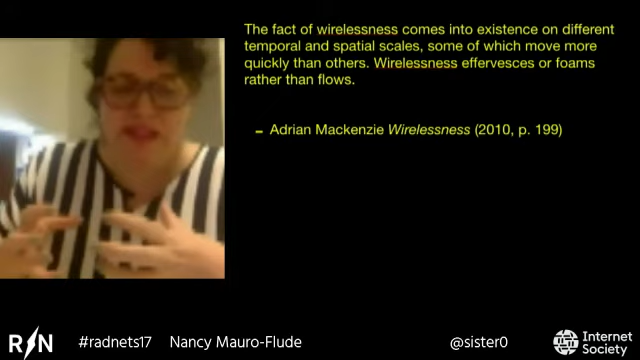 The fact of wirelessness comes into existence on different
temporal and spatial scales, some of which move more
quickly than others. Wirelessness effervesces or foams
rather than flows.
– Adrian Mackenzie Wirelessness (2010, p. 199)
RN #radnets17 Nancy Mauro-Flude @sister0 Internet
Society